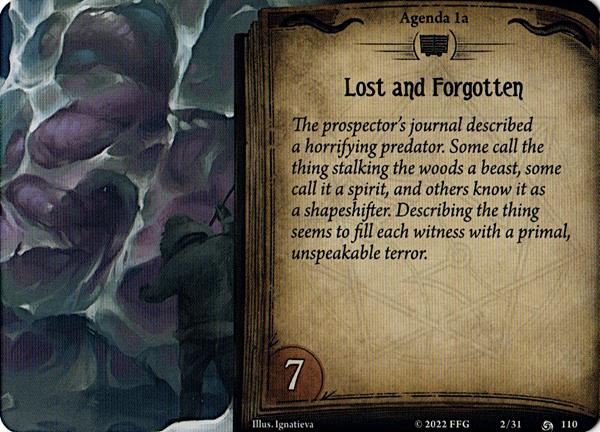 Agenda 1a
Lost and Forgotten
The prospector's journal described
a horrifying predator. Some call the
thing stalking the woods a beast, some
call it a spirit, and others know it as
a shapeshifter. Describing the thing
seems to fill each witness with a primal,
unspeakable terror.
7
Illus. Ignatieva © 2022 FFG 2/31 110